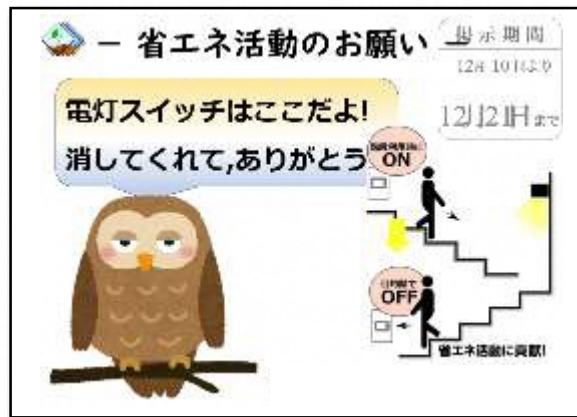 – 省エネ活動のお願い
掲示期間
12月10日より
12月21日まで
電灯スイッチはここだよ!
消してくれて,ありがとう
ON
OFF
省エネ活動に貢献!